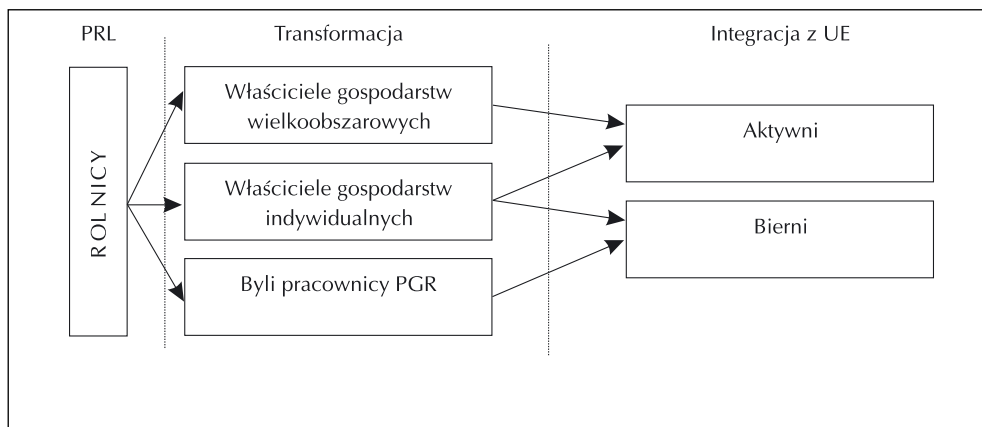 PRL
Transformacja
Integracja z UE
ROLNICY
Właściciele gospodarstw
wielkoobszarowych
Właściciele gospodarstw
indywidualnych
Byli pracownicy PGR
Aktywni
Bierni